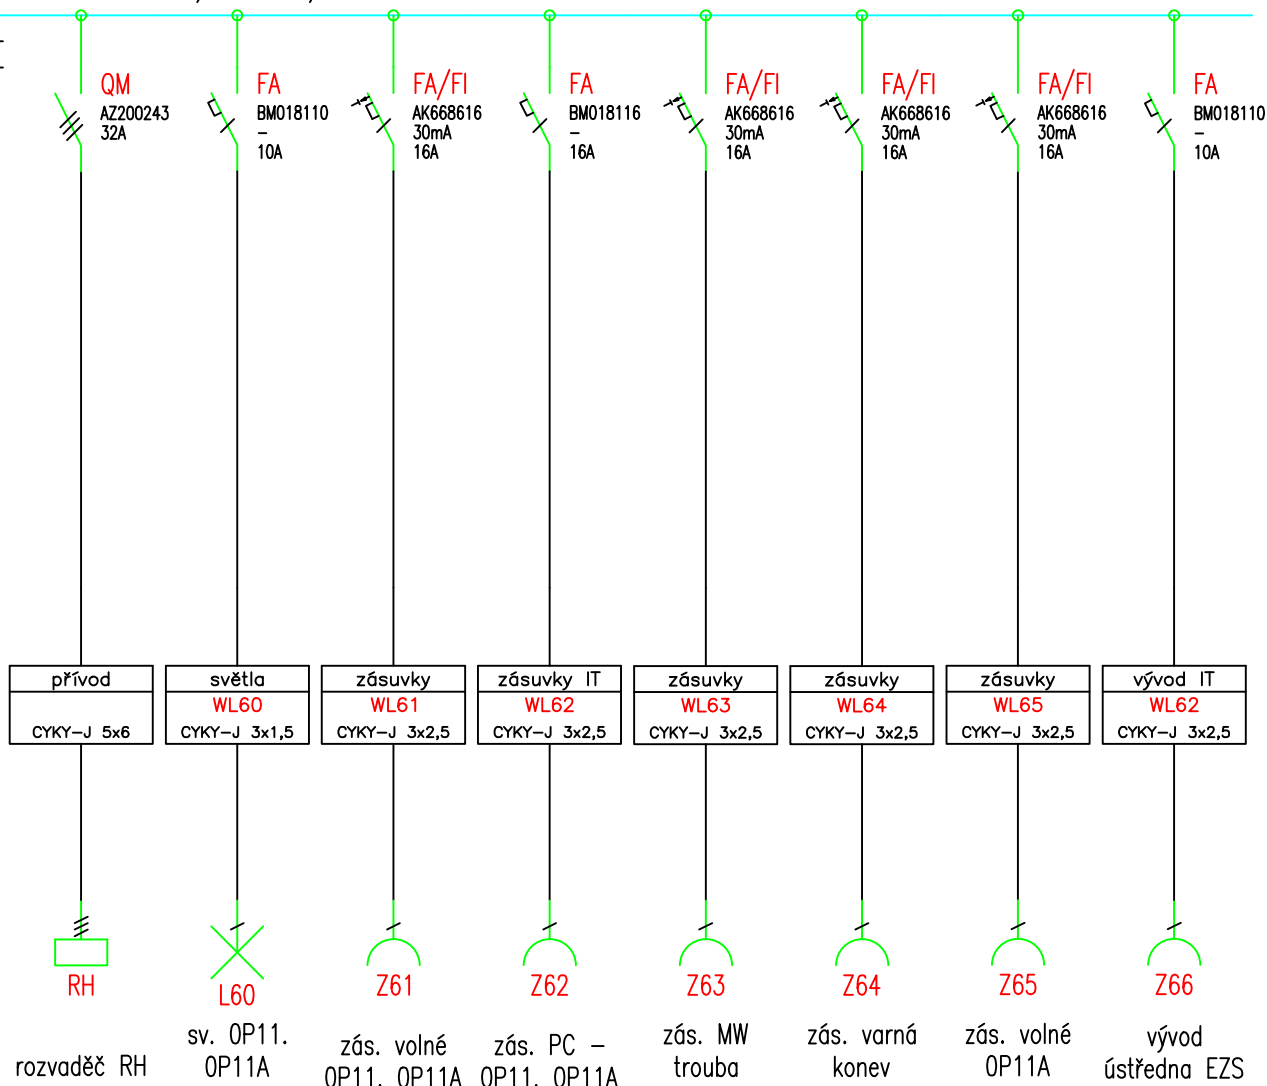 QM
AZ200243
32A
FA
BM018110
–
10A
FA/FI
AK668616
30mA
16A
FA
BM018116
–
16A
FA/FI
AK668616
30mA
16A
FA/FI
AK668616
30mA
16A
FA/FI
AK668616
30mA
16A
FA
BM018110
–
10A
přívod
CYKY–J 5x6
světla
WL60
CYKY–J 3x1,5
zásuvky
WL61
CYKY–J 3x2,5
zásuvky IT
WL62
CYKY–J 3x2,5
zásuvky
WL63
CYKY–J 3x2,5
zásuvky
WL64
CYKY–J 3x2,5
zásuvky
WL65
CYKY–J 3x2,5
vývod IT
WL62
CYKY–J 3x2,5
RH
rozvaděč RH
L60
sv. OP11.
OP11A
Z61
zás. volné
OP11. OP11A
Z62
zás. PC –
OP11. OP11A
Z63
zás. MW
trouba
Z64
zás. varná
konev
Z65
zás. volné
OP11A
Z66
vývod
ústředna EZS